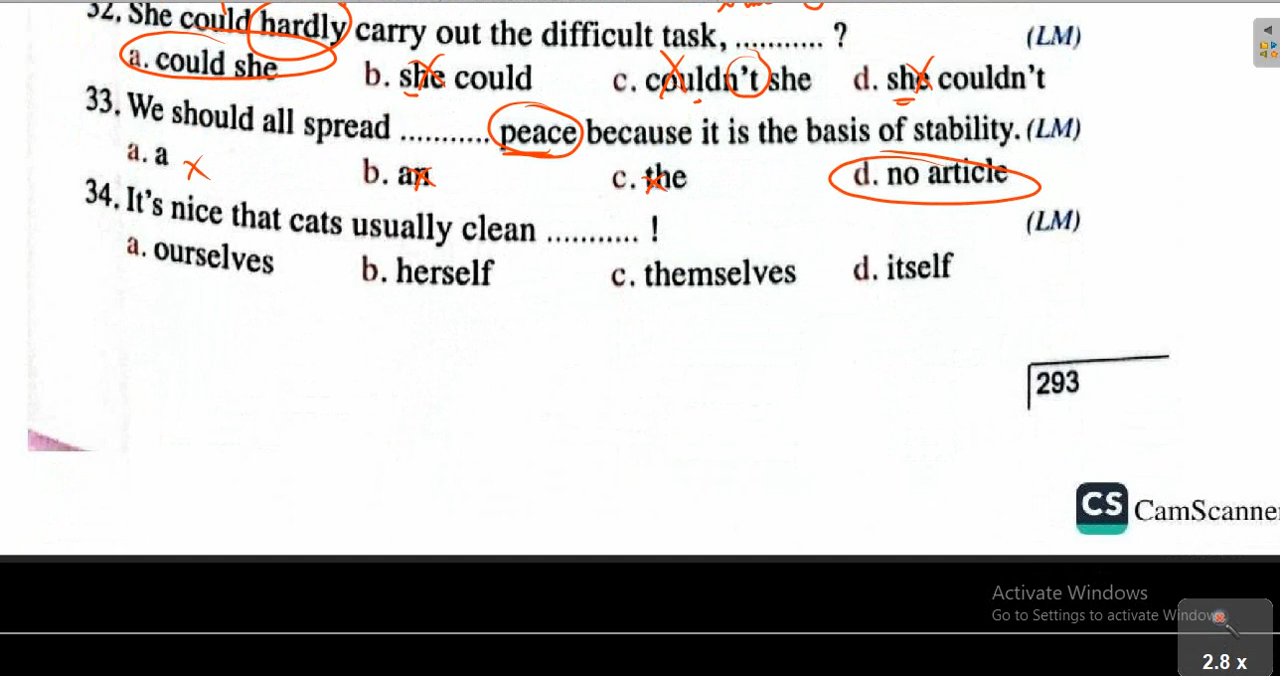 32. She could hardly carry out the difficult task, ........... ? (LM)
a. could she b. she could c. couldn't she d. she couldn't
33. We should all spread ........... peace because it is the basis of stability. (LM)
a. a b. an c. the d. no article
34. It's nice that cats usually clean ........... ! (LM)
a. ourselves b. herself c. themselves d. itself
293
CS CamScanne
Activate Windows
Go to Settings to activate Windows
2.8 x